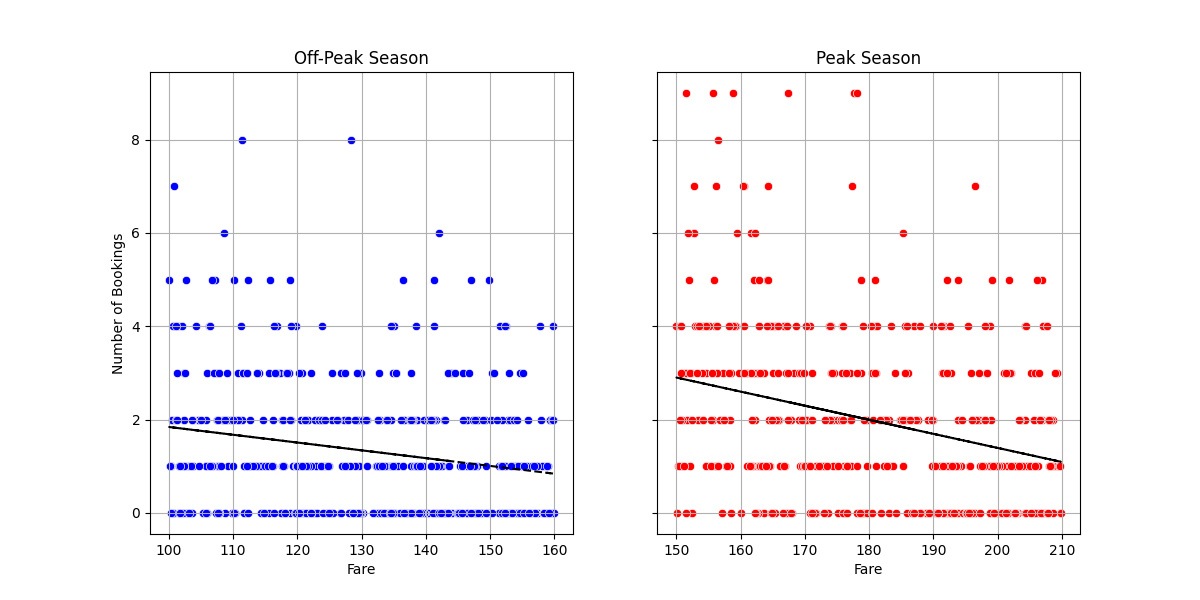 Off-Peak Season
Number of Bookings
8
6
4
2
0
100 110 120 130 140 150 160
Fare
Peak Season
150 160 170 180 190 200 210
Fare